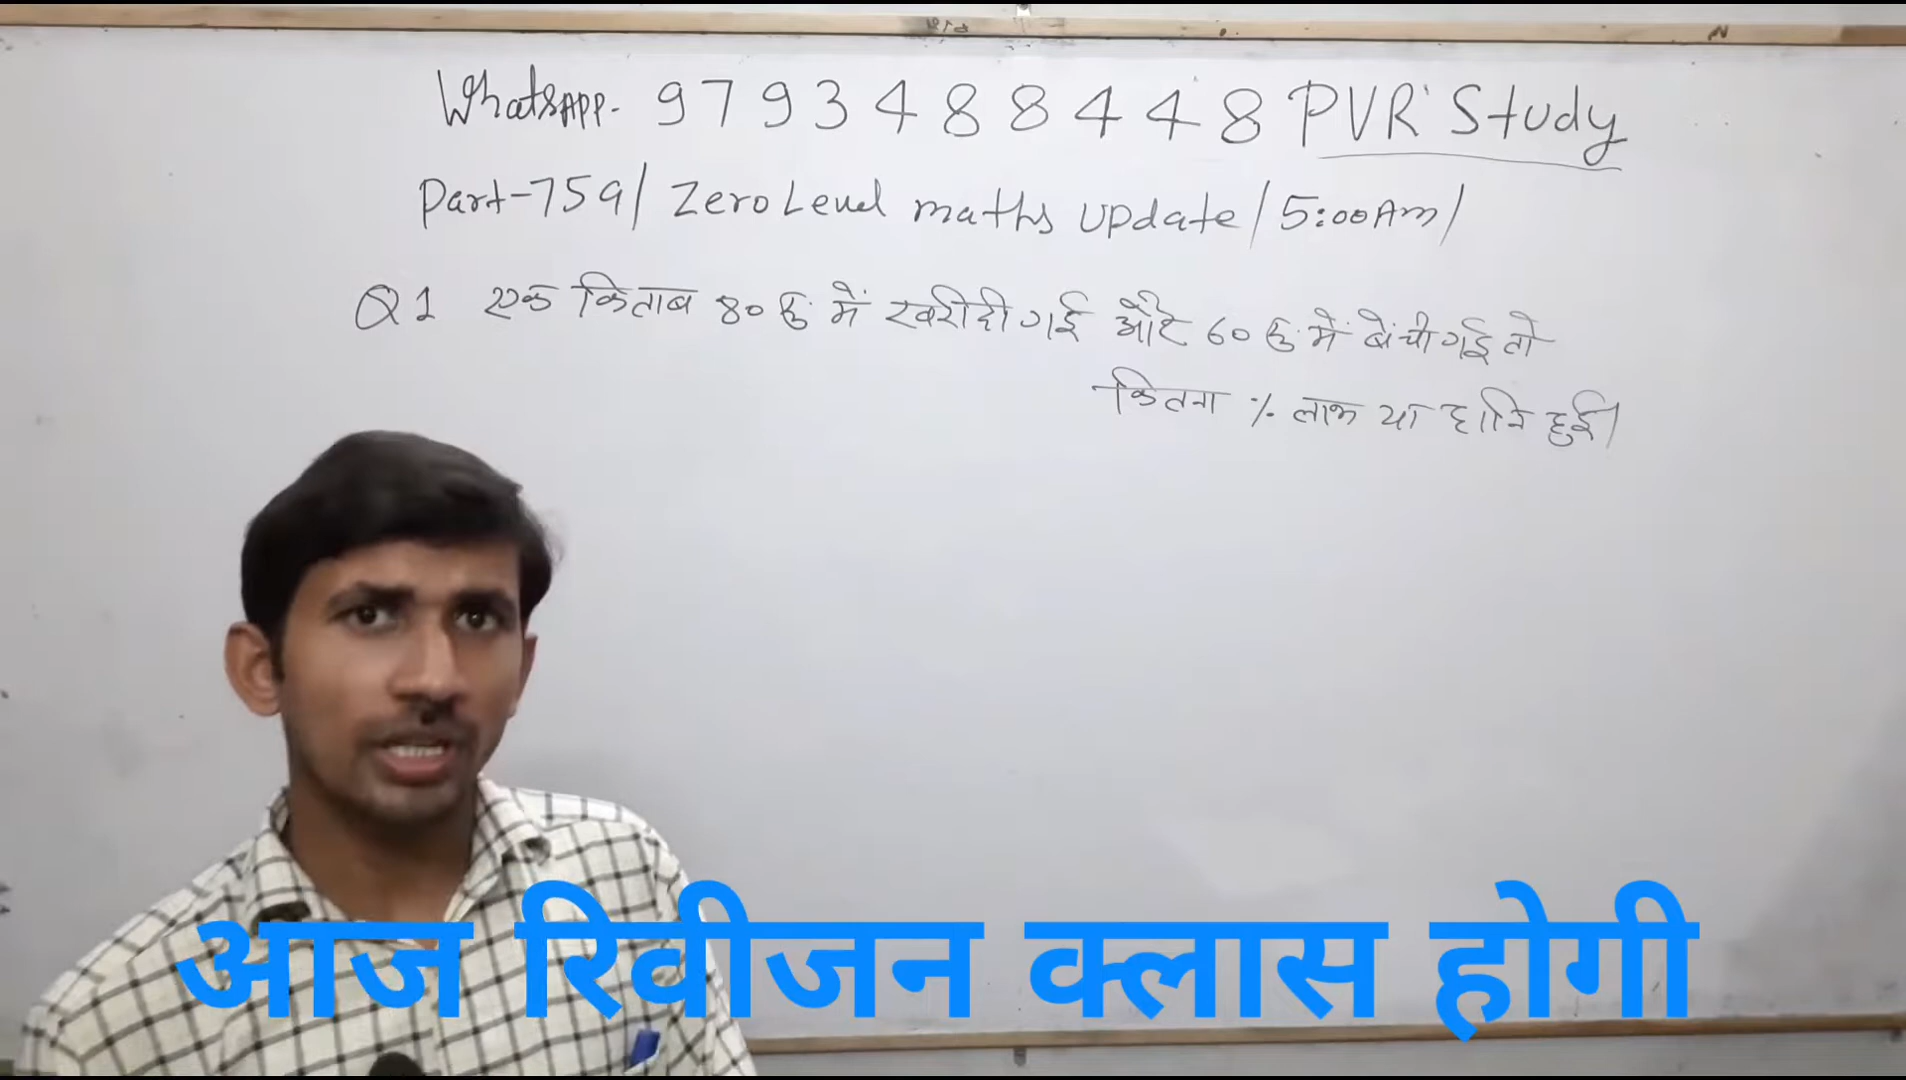 WhatsAPP- 9793488448 PVR Study
Part-759/ Zero Level maths update/5:00Am/
Q1 एक किताब 80 रु में खरीदी गई और 60 रु में बेंची गई तो
कितना % लाभ या हानि हुई।
आज रिवीजन क्लास होगी